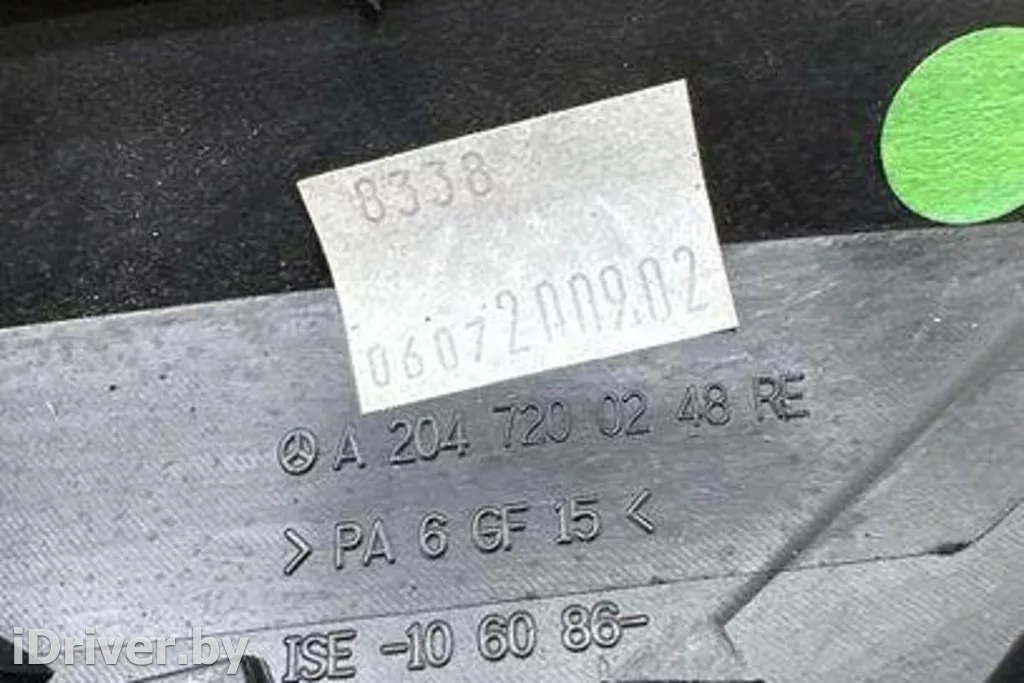 8338
06072009.02
A 204 720 02 48 RE
>PA 6 GF 15<
ISE -10 60 86-
iDriver.by